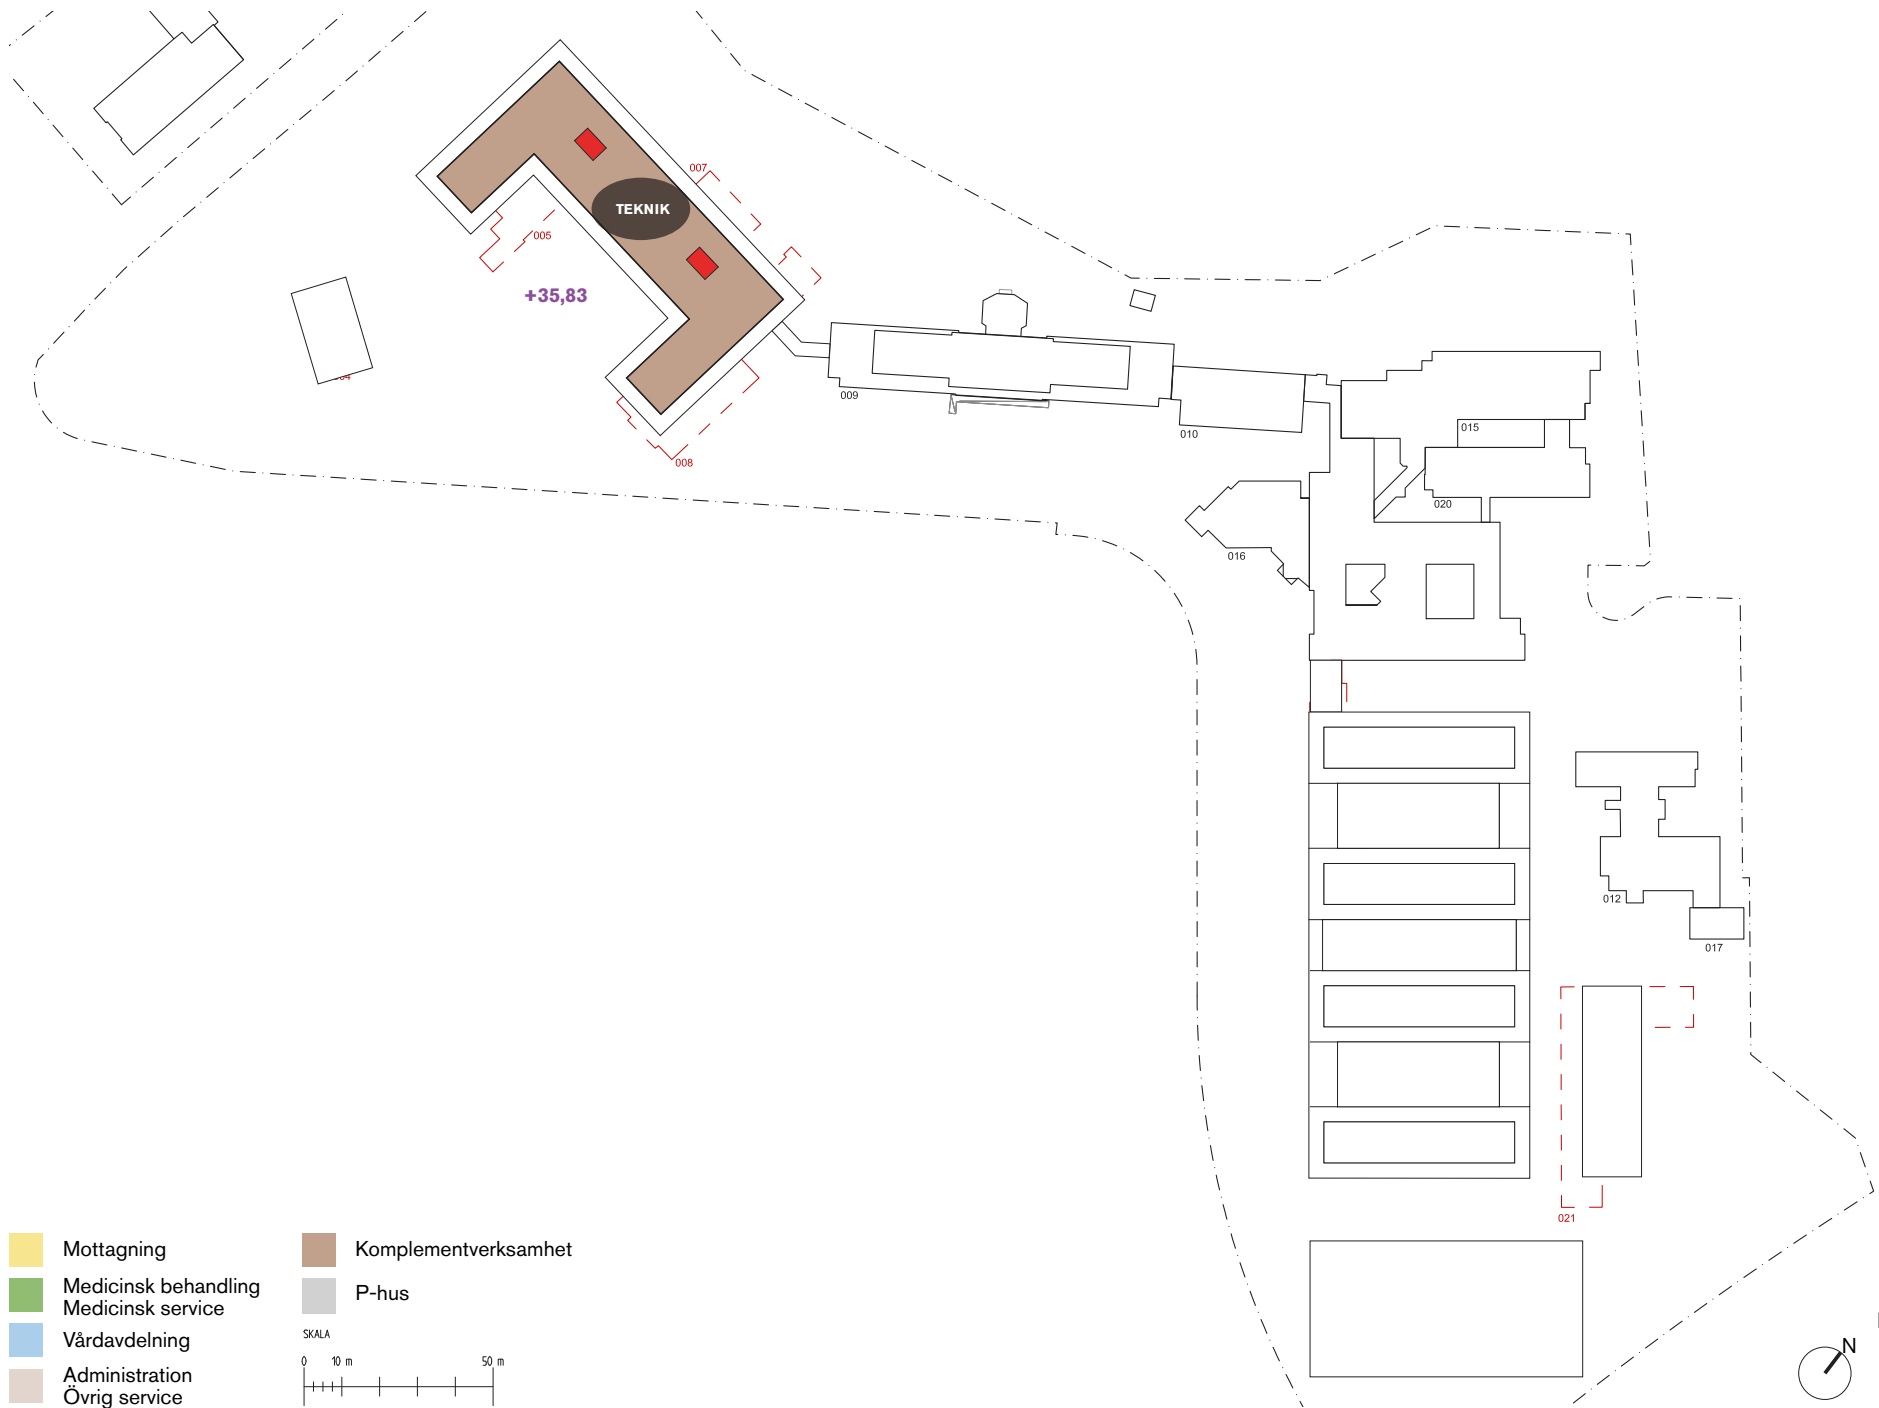 007
TEKNIK
005
+35,83
009
010
008
015
020
016
012
017
021
Mottagning
Medicinsk behandling
Medicinsk service
Vårdavdelning
Administration
Övrig service
Komplementverksamhet
P-hus
SKALA
0 10 m 50 m
N